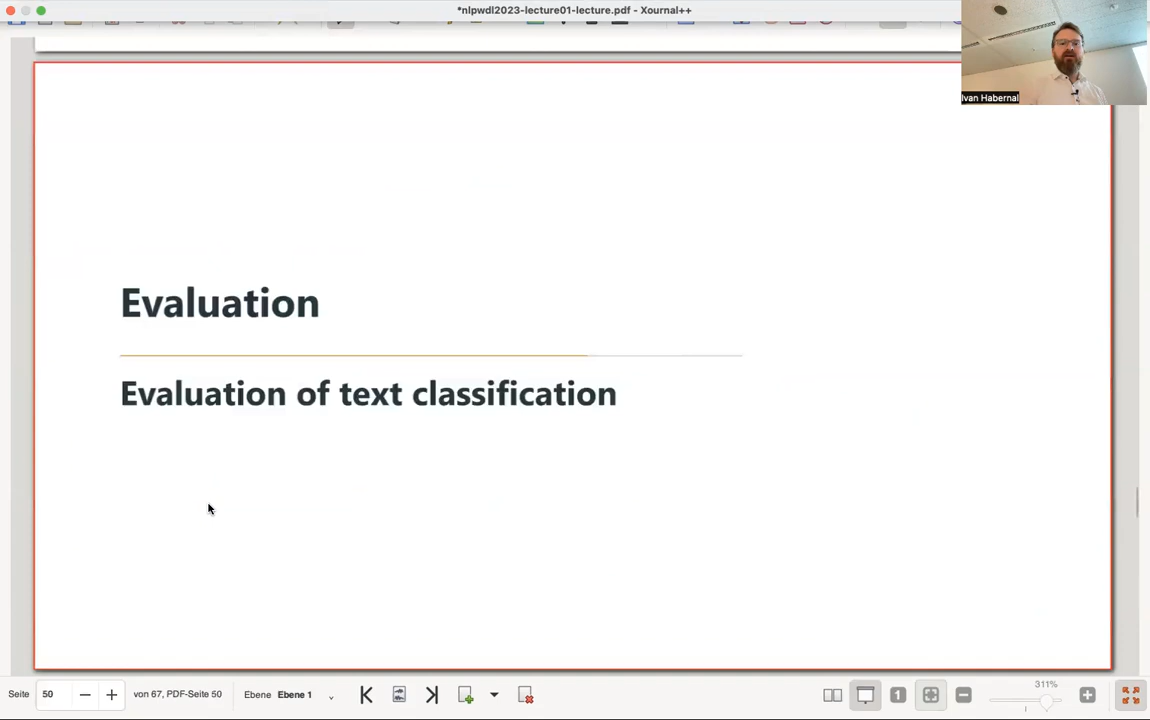 *nlpwdl2023-lecture01-lecture.pdf - Xournal++
Ivan Habernal
Evaluation
Evaluation of text classification
Seite 50 von 67, PDF-Seite 50 Ebene Ebene 1 1 311%